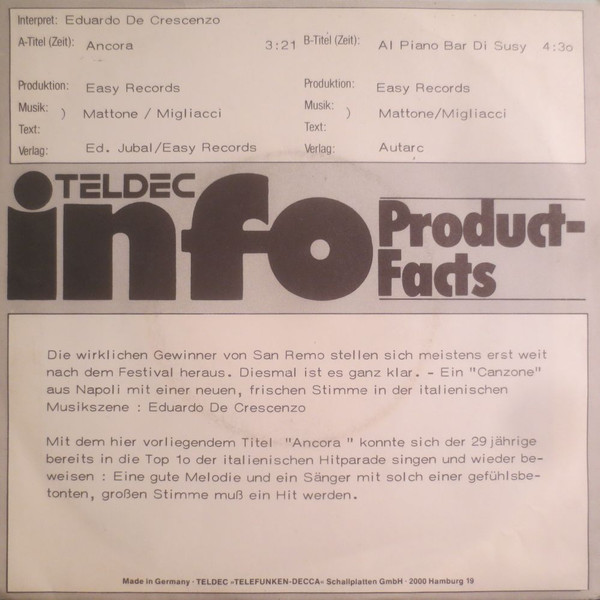 Interpret: Eduardo De Crescenzo
A-Titel (Zeit): Ancora 3:21 B-Titel (Zeit): Al Piano Bar Di Susy 4:3o
Produktion: Easy Records Produktion: Easy Records
Musik: ) Mattone / Migliacci Musik: ) Mattone/Migliacci
Text: Text:
Verlag: Ed. Jubal/Easy Records Verlag: Autarc
TELDEC
info Product-
Facts
Die wirklichen Gewinner von San Remo stellen sich meistens erst weit
nach dem Festival heraus. Diesmal ist es ganz klar. - Ein "Canzone"
aus Napoli mit einer neuen, frischen Stimme in der italienischen
Musikszene : Eduardo De Crescenzo
Mit dem hier vorliegendem Titel "Ancora " konnte sich der 29 jährige
bereits in die Top 1o der italienischen Hitparade singen und wieder be-
weisen : Eine gute Melodie und ein Sänger mit solch einer gefühlsbe-
tonten, großen Stimme muß ein Hit werden.
Made in Germany · TELDEC »TELEFUNKEN-DECCA« Schallplatten GmbH · 2000 Hamburg 19